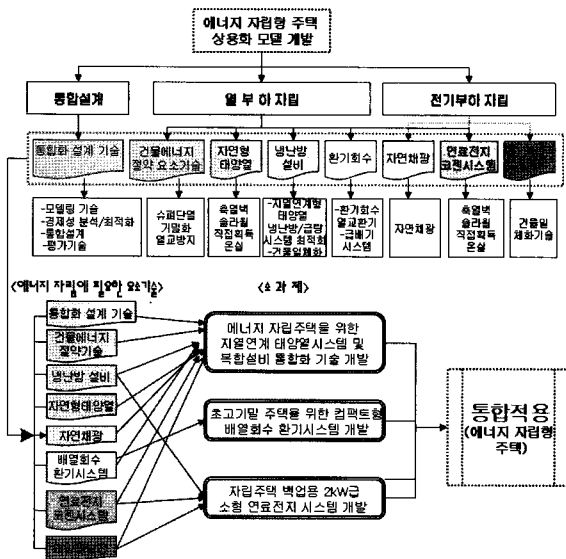 에너지 자립형 주택
상용화 모델 개발
통합설계
열 부 하 자 립
전기부하 자립
통합화 설계 기술
건물에너지
절약 요소기술
자연형
태양열
냉난방
설비
환기회수
자연채광
연료전지
코젠시스템
-모델링 기술
-경제성 분석/최적화
-통합설계
-평가기술
슈퍼단열
기밀화
열교방지
축열벽
솔라월
직접획득
온실
-지열연계형
태양열
냉난방/급탕
시스템 최적화
-건물일체화
-환기회수
열교환기
-급배기
시스템
자연채광
축열벽
솔라월
직접획득
온실
건물일
체화기술
<에너지 자립에 필요한 요소기술>
<소 과 제>
통합화 설계 기술
건물에너지
절약기술
냉난방 설비
자연형태양열
자연채광
배열회수
환기시스템
연료전지
코젠시스템
에너지 자립주택을 위한
지열연계 태양열시스템 및
복합설비 통합화 기술 개발
초고기밀 주택용을 위한 컴팩트형
배열회수 환기시스템 개발
자립주택 백업용 2kW급
소형 연료전지 시스템 개발
통합적용
(에너지 자립형
주택)